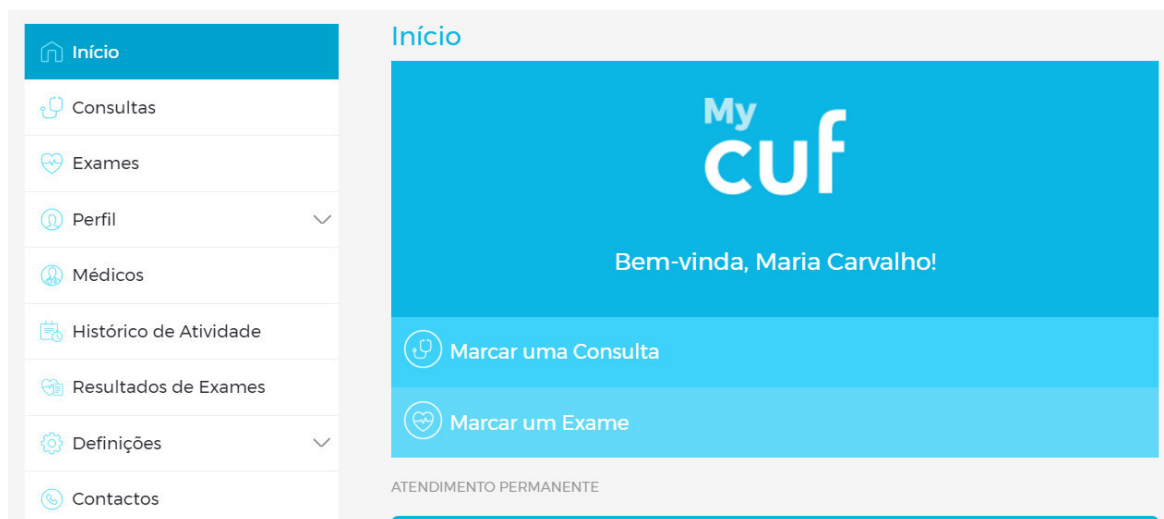 Início
Consultas
Exames
Perfil
Médicos
Histórico de Atividade
Resultados de Exames
Definições
Contactos
Início
My
cuf
Bem-vinda, Maria Carvalho!
Marcar uma Consulta
Marcar um Exame
ATENDIMENTO PERMANENTE